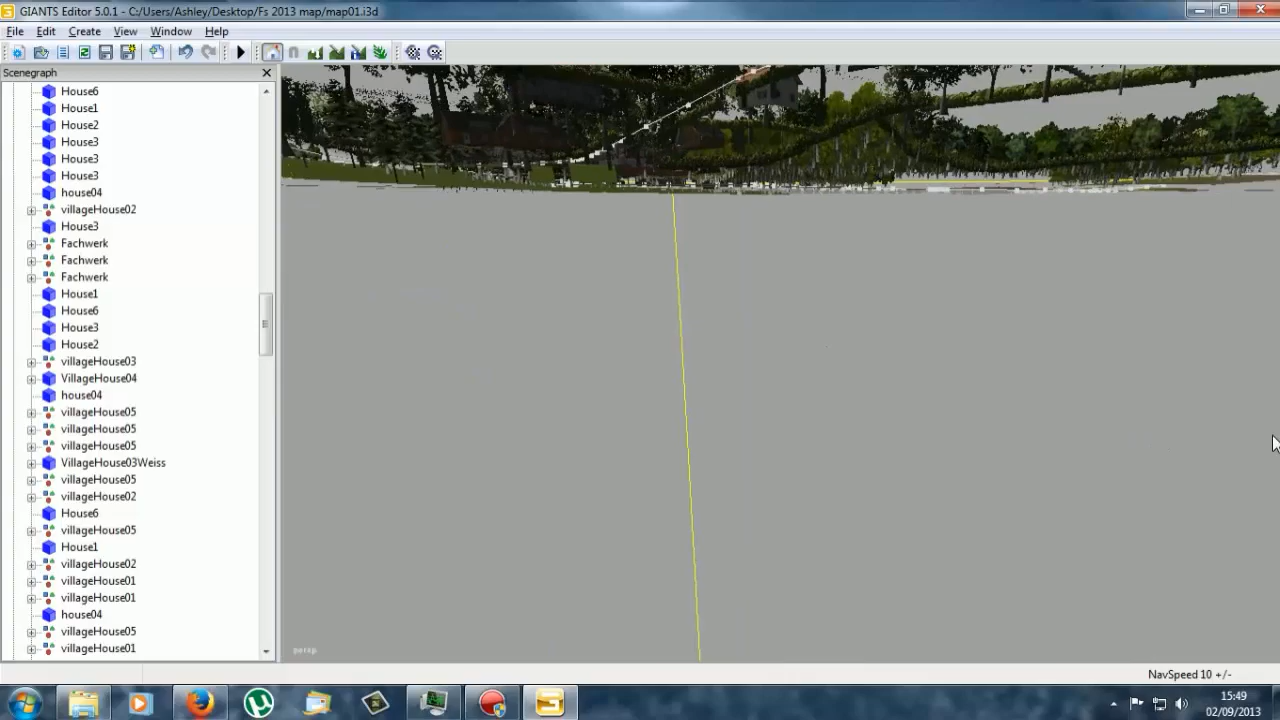 GIANTS Editor 5.0.1 - C:/Users/Ashley/Desktop/Fs 2013 map/map01.i3d
File Edit Create View Window Help
Scenegraph
House6
House1
House2
House3
House3
House3
house04
villageHouse02
House3
Fachwerk
Fachwerk
Fachwerk
House1
House6
House3
House2
villageHouse03
VillageHouse04
house04
villageHouse05
villageHouse05
villageHouse05
VillageHouse03Weiss
villageHouse05
villageHouse02
House6
villageHouse05
House1
villageHouse02
villageHouse01
villageHouse01
house04
villageHouse05
villageHouse01
persp
NavSpeed 10 +/-
15:49
02/09/2013